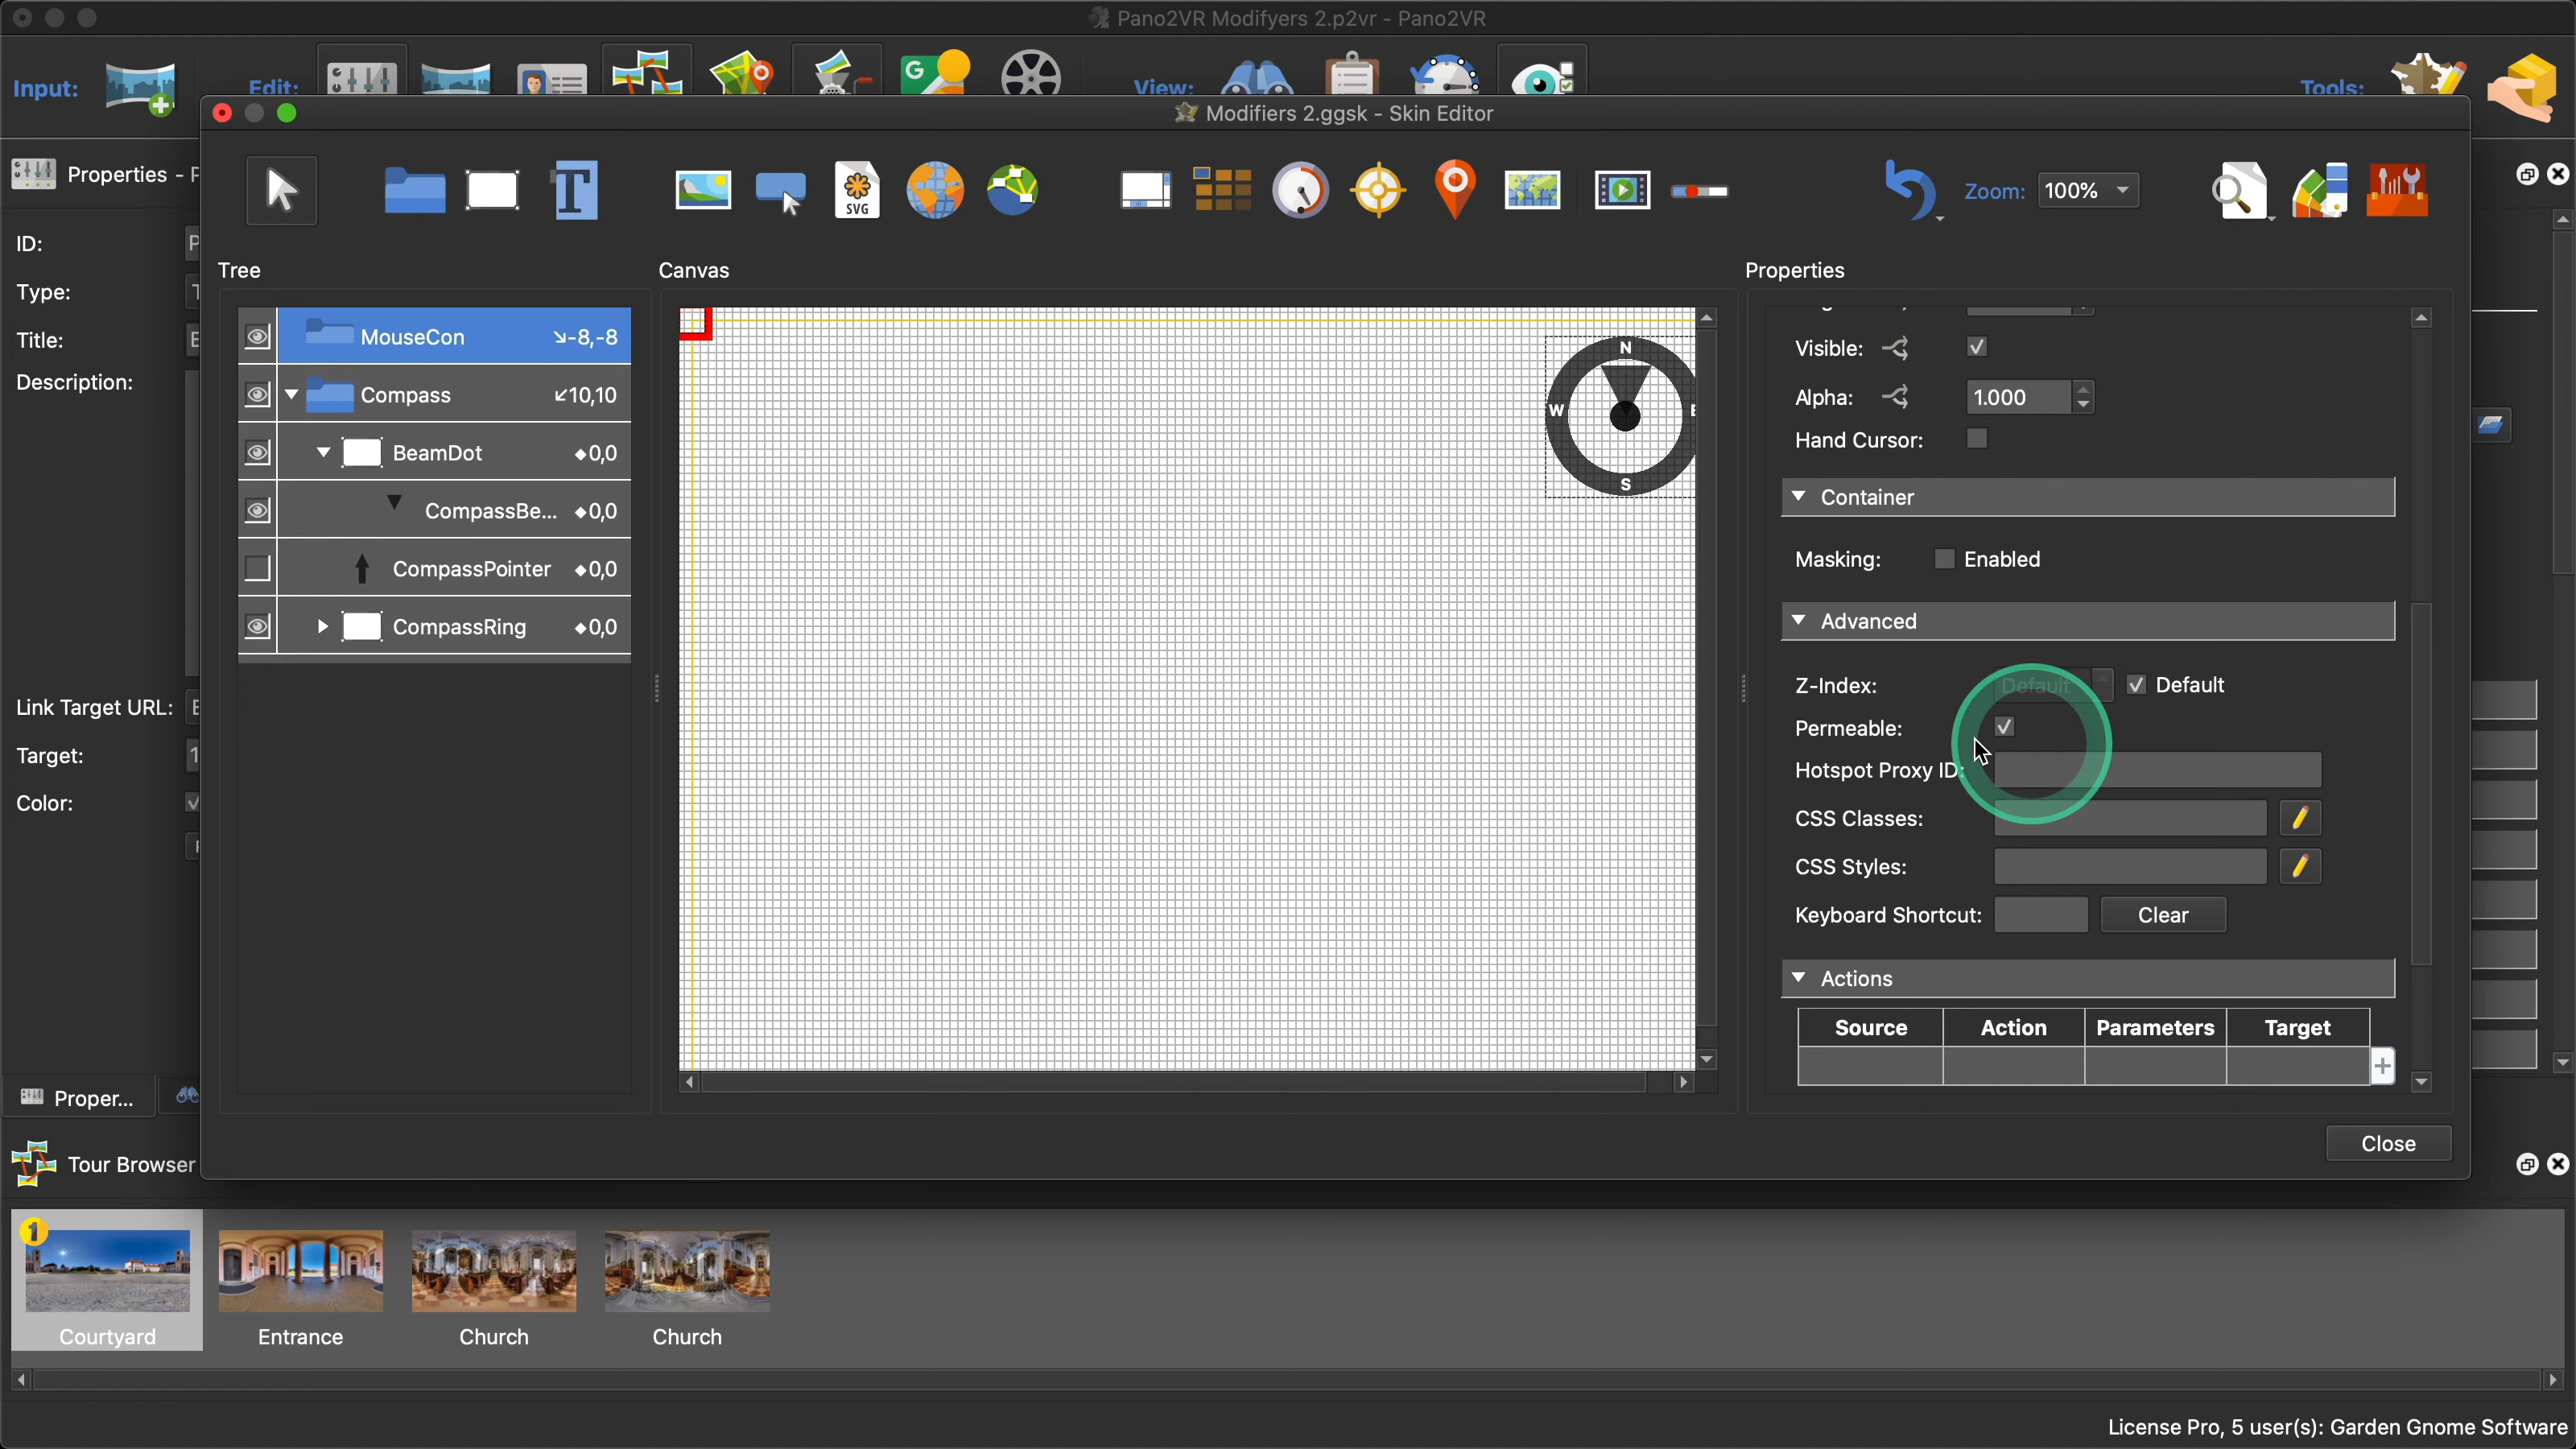 Pano2VR Modifyers 2.p2vr - Pano2VR
Input:
Edit:
View:
Tools:
Modifiers 2.ggsk - Skin Editor
Properties - P
ID:
Type:
Title:
Description:
Link Target URL:
Target:
Color:
SVG
Zoom: 100%
Tree
Canvas
Properties
MouseCon -8,-8
Compass 10,10
BeamDot 0,0
CompassBe... 0,0
CompassPointer 0,0
CompassRing 0,0
N
W
S
Visible:
Alpha: 1.000
Hand Cursor:
Container
Masking: Enabled
Advanced
Z-Index: Default Default
Permeable:
Hotspot Proxy ID:
CSS Classes:
CSS Styles:
Keyboard Shortcut: Clear
Actions
Source Action Parameters Target
Close
Proper...
Tour Browser
1
Courtyard
Entrance
Church
Church
License Pro, 5 user(s): Garden Gnome Software